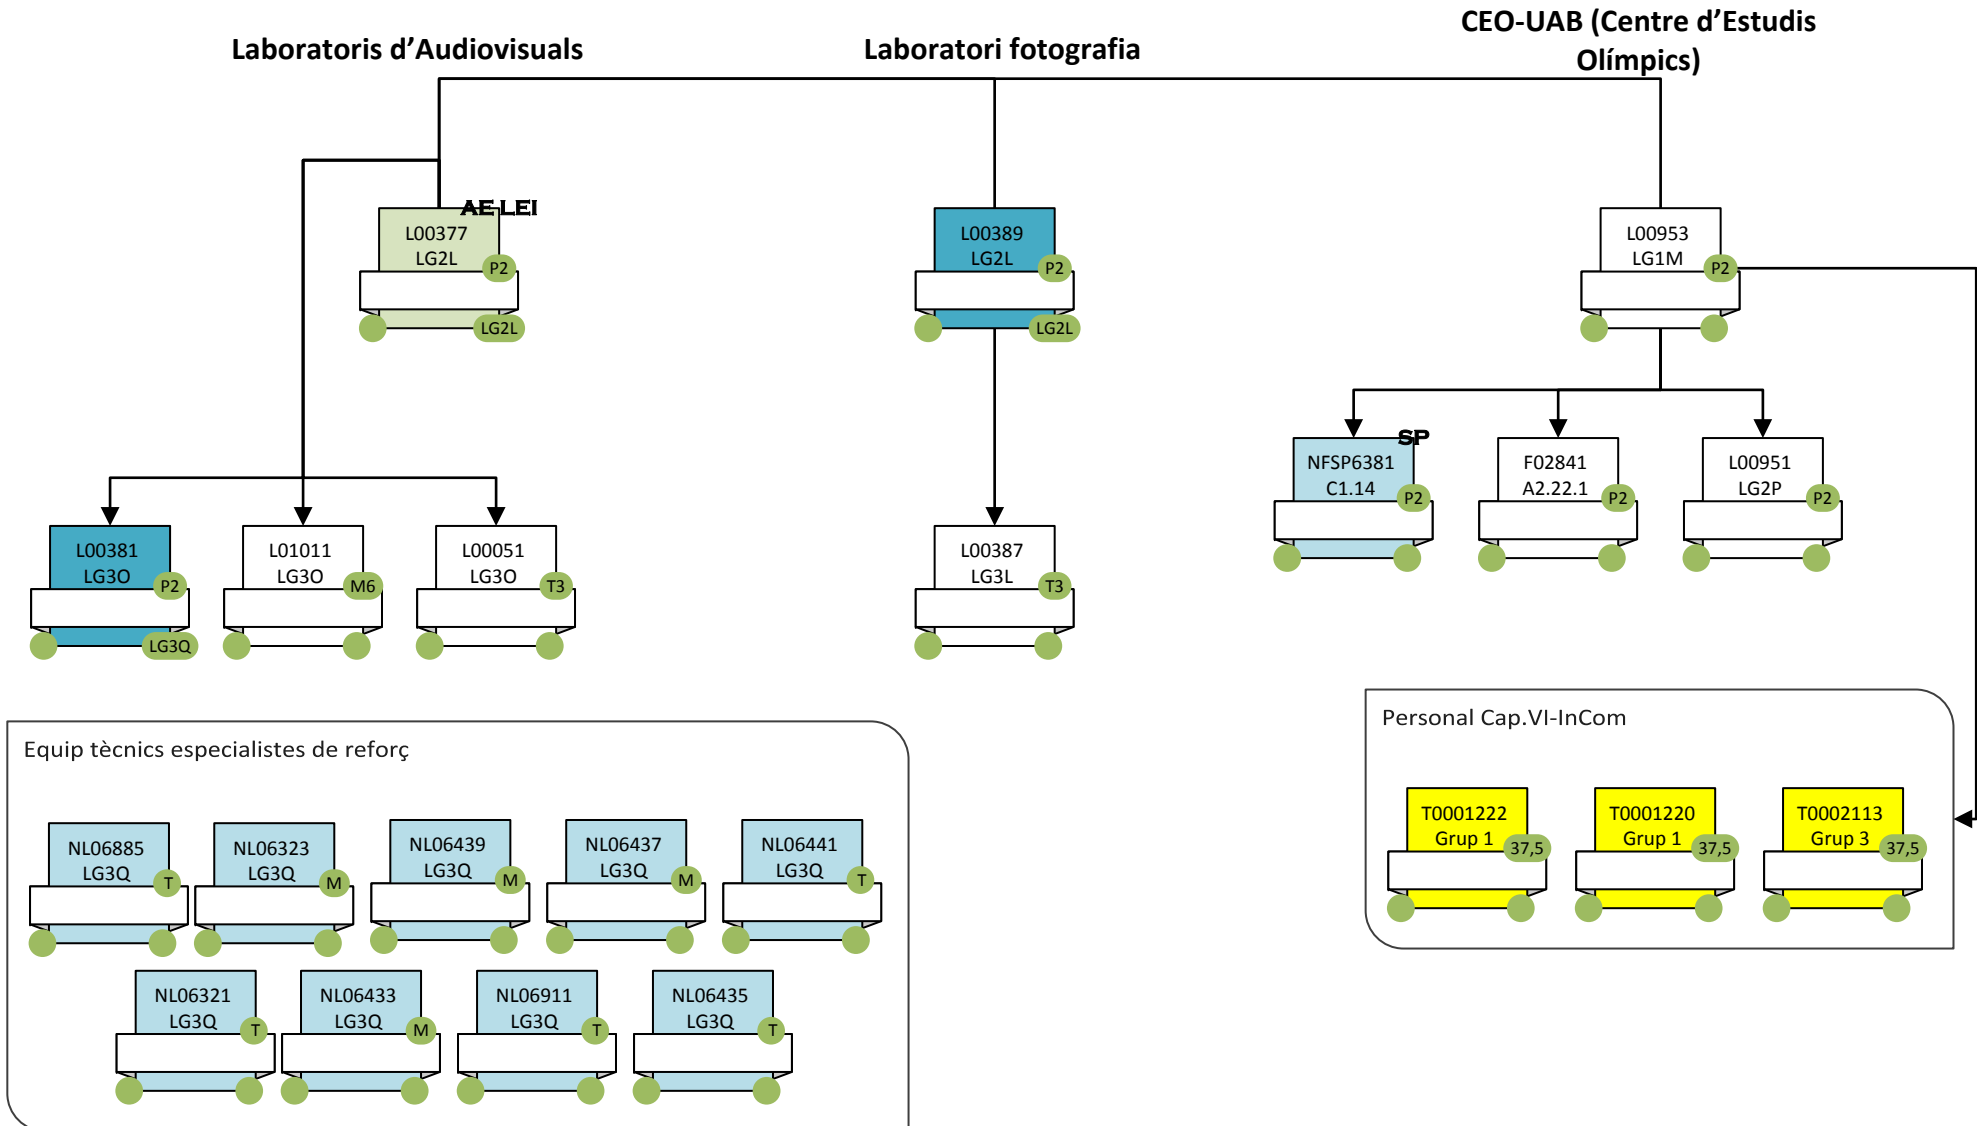 Laboratoris d'Audiovisuals
Laboratori fotografia
CEO-UAB (Centre d'Estudis
Olímpics)
AE LEI
L00377
LG2L
P2
LG2L
L00389
LG2L
P2
LG2L
L00953
LG1M
P2
SP
NFSP6381
C1.14
P2
F02841
A2.22.1
P2
L00951
LG2P
P2
L00381
LG3O
P2
LG3Q
L01011
LG3O
M6
L00051
LG3O
T3
L00387
LG3L
T3
Equip tècnics especialistes de reforç
NL06885
LG3Q
T
NL06323
LG3Q
M
NL06439
LG3Q
M
NL06437
LG3Q
M
NL06441
LG3Q
T
NL06321
LG3Q
T
NL06433
LG3Q
M
NL06911
LG3Q
T
NL06435
LG3Q
T
Personal Cap.VI-InCom
T0001222
Grup 1
37,5
T0001220
Grup 1
37,5
T0002113
Grup 3
37,5